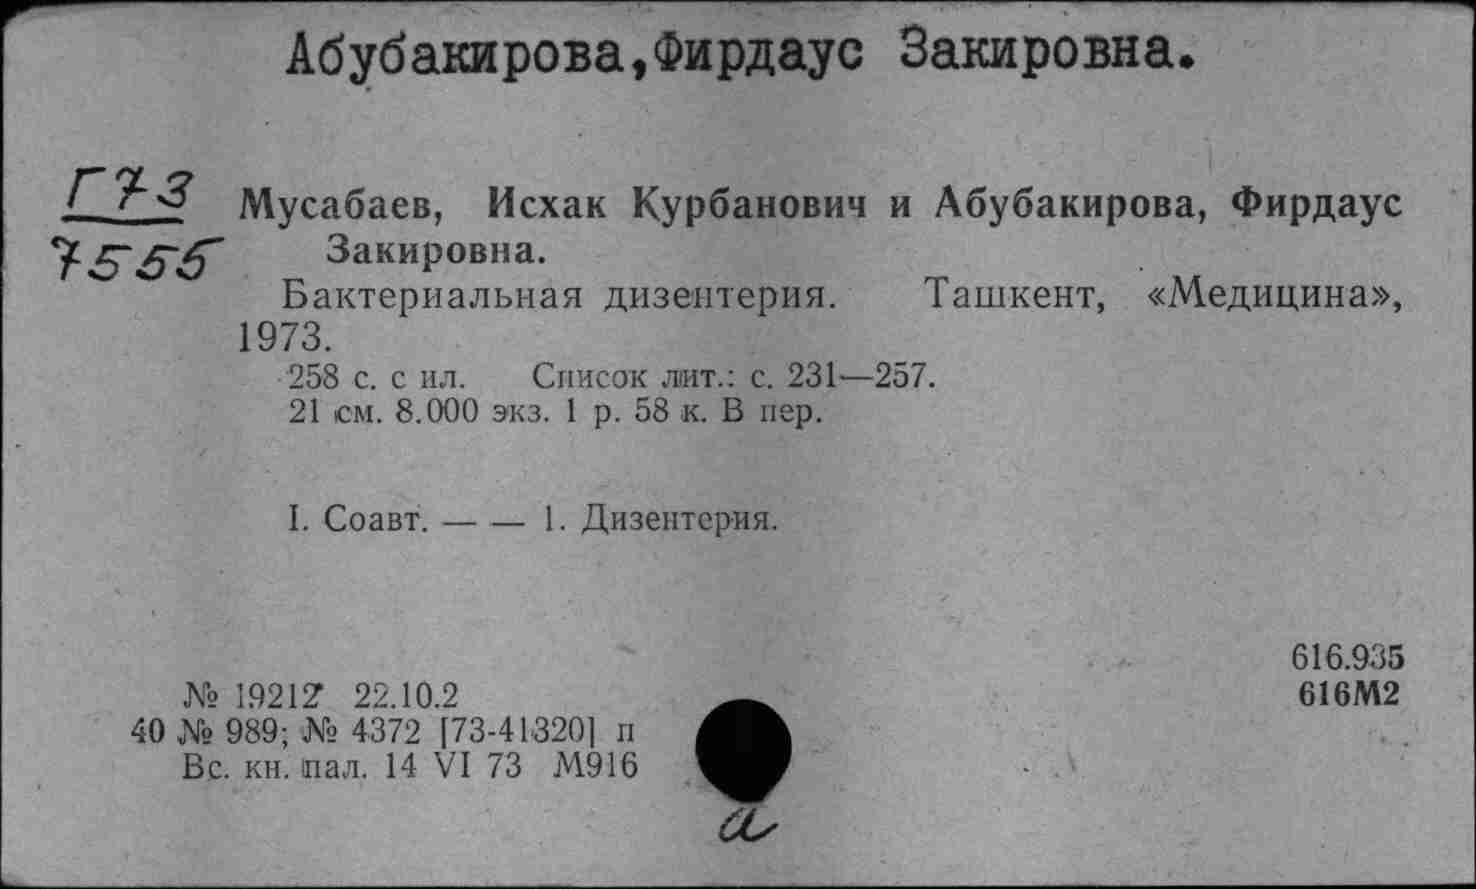 Абубакирова,Фирдаус Закировна.
Г73
7555
Мусабаев, Исхак Курбанович и Абубакирова, Фирдаус
Закировна.
Бактериальная дизентерия. Ташкент, «Медицина»,
1973.
258 с. с ил. Список лит.: с. 231—257.
21 см. 8.000 экз. 1 р. 58 к. В пер.
I. Соавт. — — 1. Дизентерия.
616.935
№ 19212 22.10.2 616М2
40 № 989; № 4372 [73-41320] п
Вс. кн. пал. 14 VI 73 М916